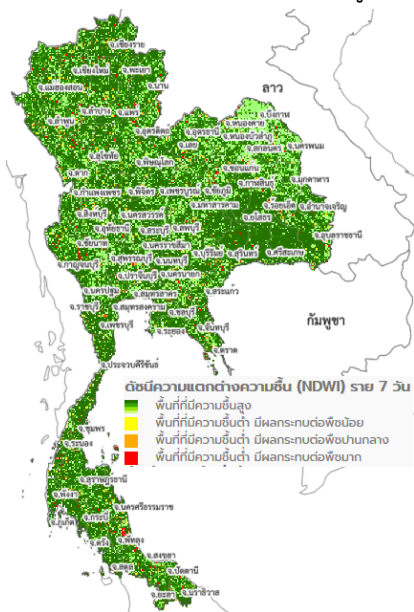 จ.เชียงราย
จ.เชียงใหม่
จ.พะเยา
จ.แม่ฮ่องสอน
จ.น่าน
ลาว
จ.ลำปาง
จ.แพร่
จ.ลำพูน
จ.บึงกาฬ
จ.หนองคาย
จ.อุตรดิตถ์
จ.อุดรธานี
จ.หนองบัวลำภู
จ.เลย
จ.สกลนคร
จ.นครพนม
จ.สุโขทัย
จ.พิษณุโลก
จ.ขอนแก่น
จ.ตาก
จ.กาฬสินธุ์
จ.มุกดาหาร
จ.กำแพงเพชร
จ.พิจิตร
จ.เพชรบูรณ์
จ.ชัยภูมิ
จ.มหาสารคาม
จ.ร้อยเอ็ด
จ.อำนาจเจริญ
จ.สิงห์บุรี
จ.นครสวรรค์
จ.ยโสธร
จ.อุทัยธานี
จ.สระบุรี
จ.ลพบุรี
จ.อุบลราชธานี
จ.ชัยนาท
จ.นครราชสีมา
จ.บุรีรัมย์
จ.สุรินทร์
จ.ศรีสะเกษ
จ.กาญจนบุรี
จ.สุพรรณบุรี
จ.นนทบุรี
จ.ปราจีนบุรี
จ.นครนายก
จ.นครปฐม
จ.สมุทรสาคร
จ.สระแก้ว
จ.ราชบุรี
จ.สมุทรสงคราม
จ.ชลบุรี
กัมพูชา
จ.เพชรบุรี
จ.ระยอง
จ.จันทบุรี
จ.ตราด
จ.ประจวบคีรีขันธ์
ดัชนีความแตกต่างความชื้น (NDWI) ราย 7 วัน
พื้นที่ที่มีความชื้นสูง
พื้นที่ที่มีความชื้นต่ำ มีผลกระทบต่อพืชน้อย
พื้นที่ที่มีความชื้นต่ำ มีผลกระทบต่อพืชปานกลาง
พื้นที่ที่มีความชื้นต่ำ มีผลกระทบต่อพืชมาก
จ.ชุมพร
จ.ระนอง
จ.สุราษฎร์ธานี
จ.พังงา
จ.นครศรีธรรมราช
จ.ภูเก็ต
จ.กระบี่
จ.ตรัง
จ.พัทลุง
จ.สงขลา
จ.สตูล
จ.ปัตตานี
จ.ยะลา
จ.นราธิวาส